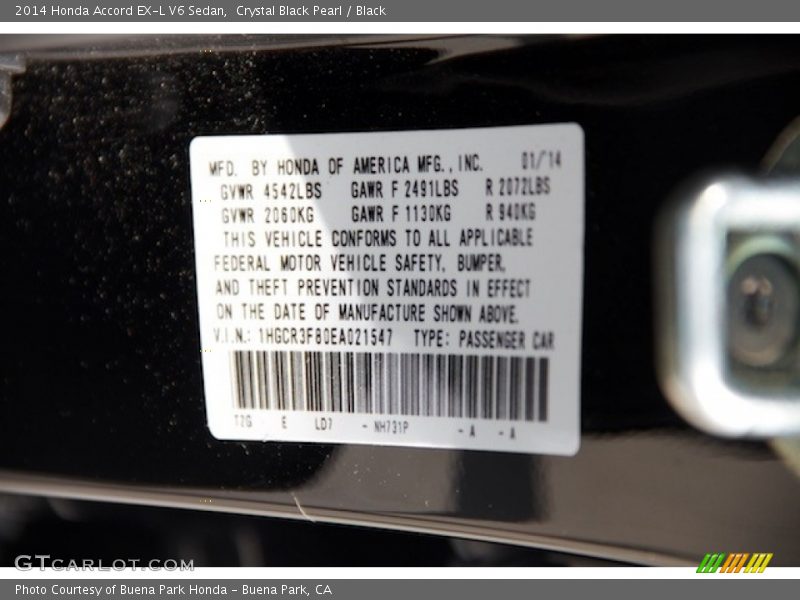 2014 Honda Accord EX-L V6 Sedan,  Crystal Black Pearl / Black
MFD. BY HONDA OF AMERICA MFG., INC. 01/14
GVWR 4542LBS GAWR F 2491LBS R 2072LBS
GVWR 2060KG GAWR F 1130KG R 940KG
THIS VEHICLE CONFORMS TO ALL APPLICABLE
FEDERAL MOTOR VEHICLE SAFETY, BUMPER,
AND THEFT PREVENTION STANDARDS IN EFFECT
ON THE DATE OF MANUFACTURE SHOWN ABOVE.
V.I.N.: 1HGCR3F80EA021547 TYPE: PASSENGER CAR
T2G E LD7 - NH731P - A - A
GTCARLOT.COM
Photo Courtesy of Buena Park Honda - Buena Park, CA